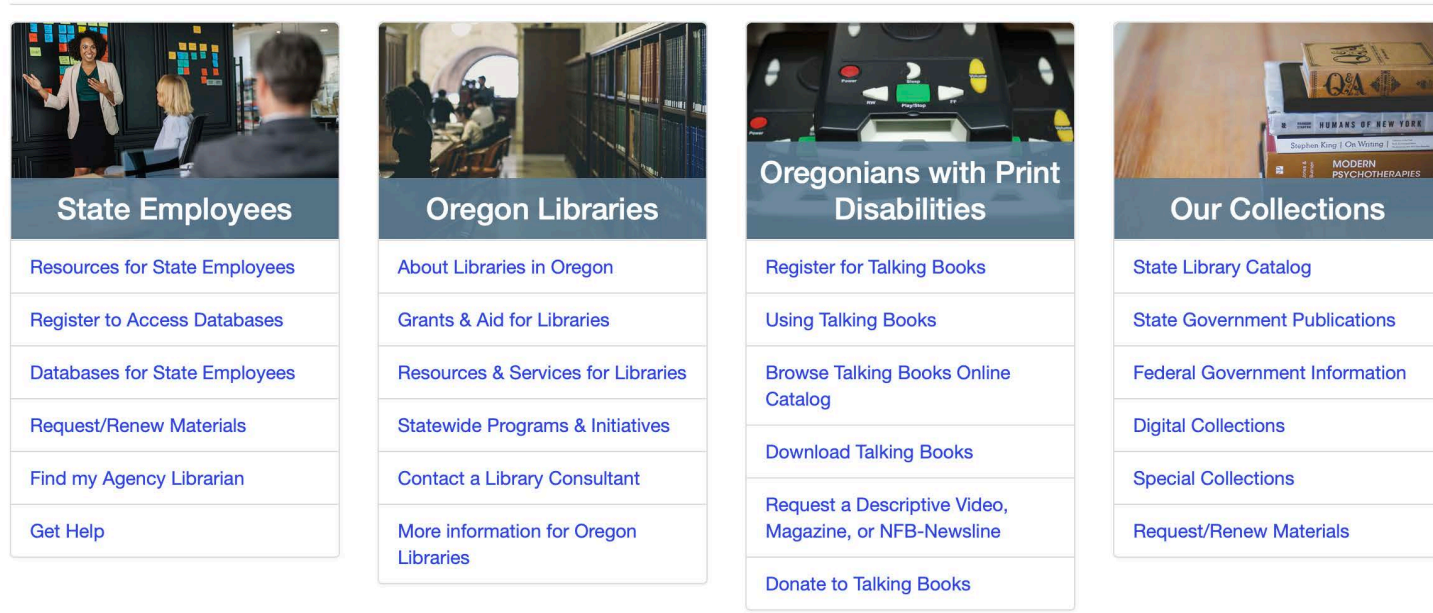 State Employees
Resources for State Employees
Register to Access Databases
Databases for State Employees
Request/Renew Materials
Find my Agency Librarian
Get Help
Oregon Libraries
About Libraries in Oregon
Grants & Aid for Libraries
Resources & Services for Libraries
Statewide Programs & Initiatives
Contact a Library Consultant
More information for Oregon
Libraries
Power
Sleep
RW
Play/Stop
FF
Power
Oregonians with Print
Disabilities
Register for Talking Books
Using Talking Books
Browse Talking Books Online
Catalog
Download Talking Books
Request a Descriptive Video,
Magazine, or NFB-Newsline
Donate to Talking Books
Q&A
HUMANS OF NEW YORK
Stephen King | On Writing |
MODERN
PSYCHOTHERAPIES
Our Collections
State Library Catalog
State Government Publications
Federal Government Information
Digital Collections
Special Collections
Request/Renew Materials